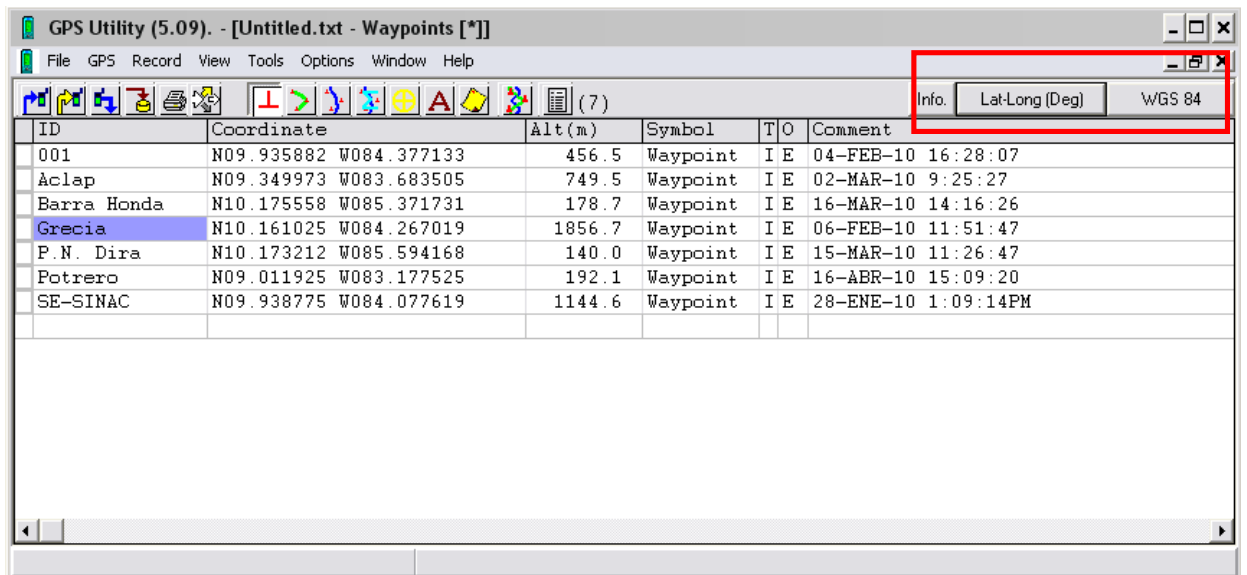 GPS Utility (5.09). - [Untitled.txt - Waypoints [*]]
File GPS Record View Tools Options Window Help
A (7) Info. Lat-Long (Deg) WGS 84
ID Coordinate Alt(m) Symbol T O Comment
001 N09.935882 W084.377133 456.5 Waypoint I E 04-FEB-10 16:28:07
Aclap N09.349973 W083.683505 749.5 Waypoint I E 02-MAR-10 9:25:27
Barra Honda N10.175558 W085.371731 178.7 Waypoint I E 16-MAR-10 14:16:26
Grecia N10.161025 W084.267019 1856.7 Waypoint I E 06-FEB-10 11:51:47
P.N. Dira N10.173212 W085.594168 140.0 Waypoint I E 15-MAR-10 11:26:47
Potrero N09.011925 W083.177525 192.1 Waypoint I E 16-ABR-10 15:09:20
SE-SINAC N09.938775 W084.077619 1144.6 Waypoint I E 28-ENE-10 1:09:14PM